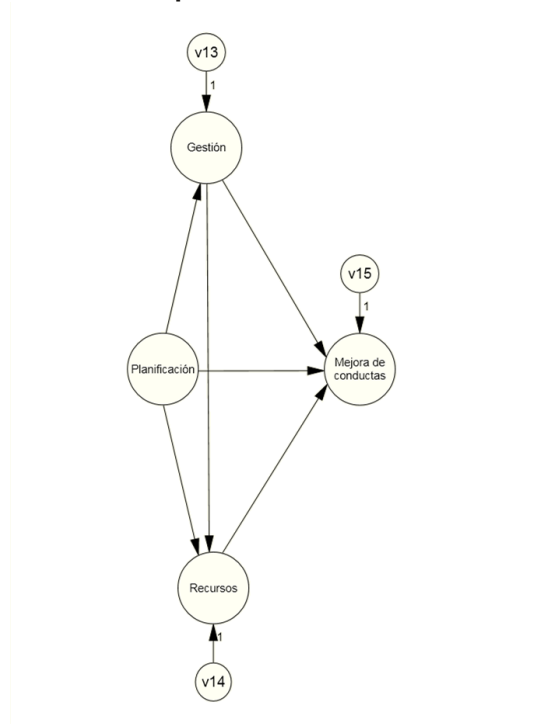 v13
1
Gestión
v15
1
Planificación
Mejora de
conductas
Recursos
1
v14